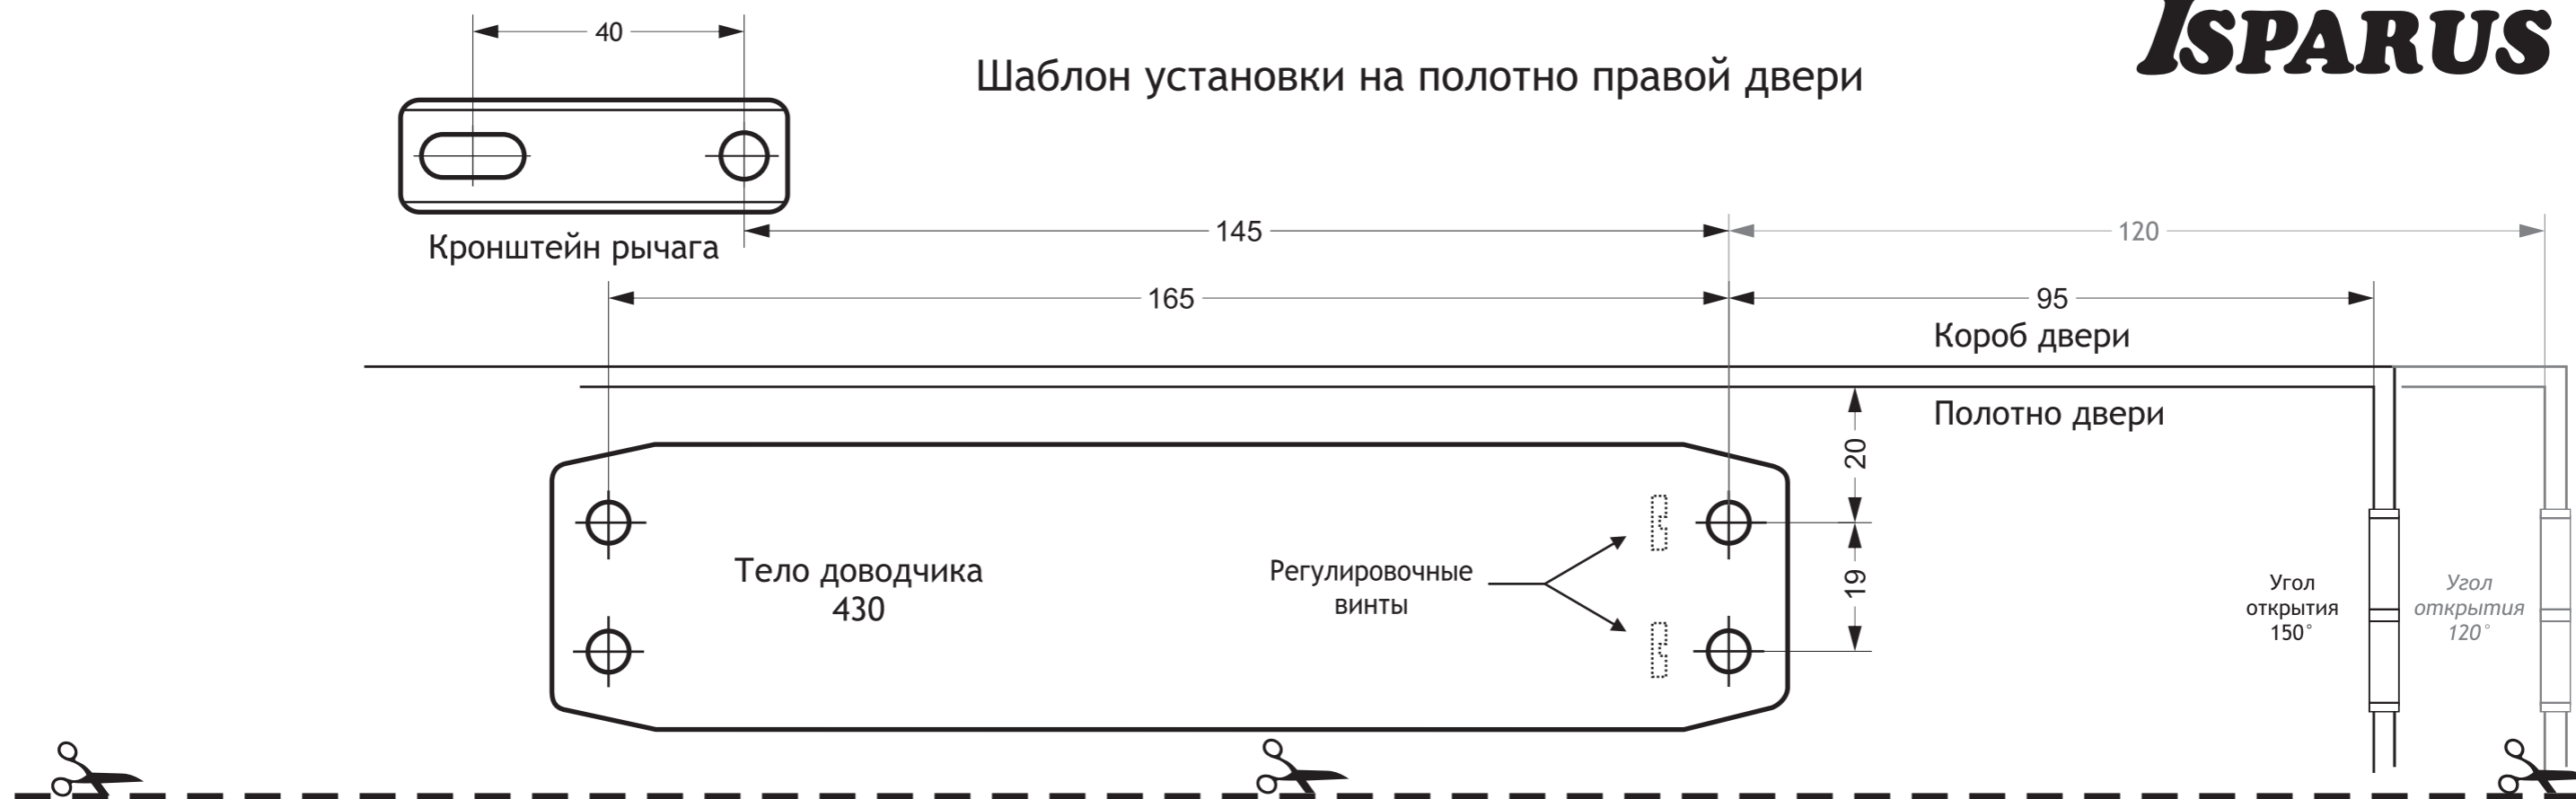 40
Шаблон установки на полотно правой двери
ISPARUS
Кронштейн рычага
145
120
165
95
Короб двери
Полотно двери
20
19
Тело доводчика
430
Регулировочные
винты
Угол
открытия
150°
Угол
открытия
120°